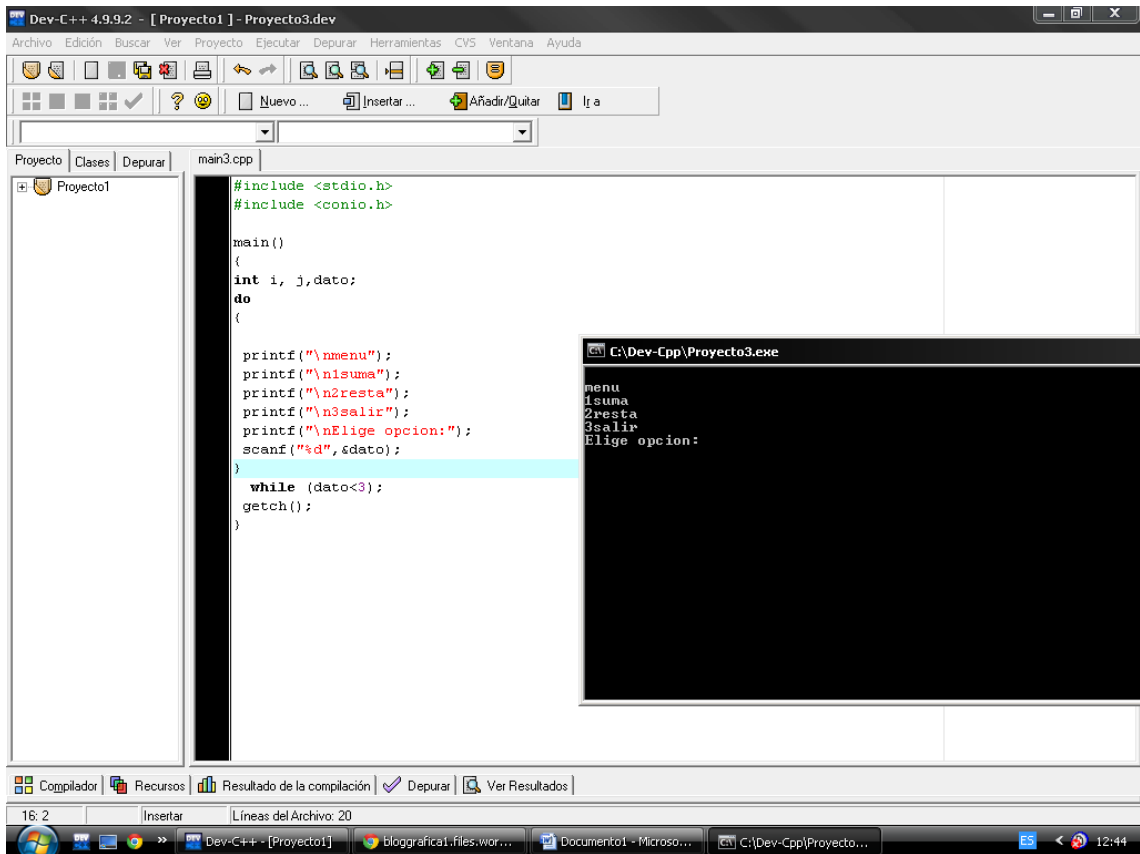 Dev-C++ 4.9.9.2 - [ Proyecto1 ] - Proyecto3.dev
Archivo Edición Buscar Ver Proyecto Ejecutar Depurar Herramientas CVS Ventana Ayuda
Nuevo ... Insertar ... Añadir/Quitar Ir a
Proyecto Clases Depurar main3.cpp
Proyecto1
#include <stdio.h>
#include <conio.h>
main()
{
int i, j,dato;
do
{
printf("\nmenu");
printf("\n1suma");
printf("\n2resta");
printf("\n3salir");
printf("\nElige opcion:");
scanf("%d",&dato);
}
while (dato<3);
getch();
}
C:\Dev-Cpp\Proyecto3.exe
menu
1suma
2resta
3salir
Elige opcion:
Compilador Recursos Resultado de la compilación Depurar Ver Resultados
16: 2 Insertar Líneas del Archivo: 20
Dev-C++ - [Proyecto1] bloggrafica1.files.wor... Documento1 - Microso... C:\Dev-Cpp\Proyecto... ES 12:44